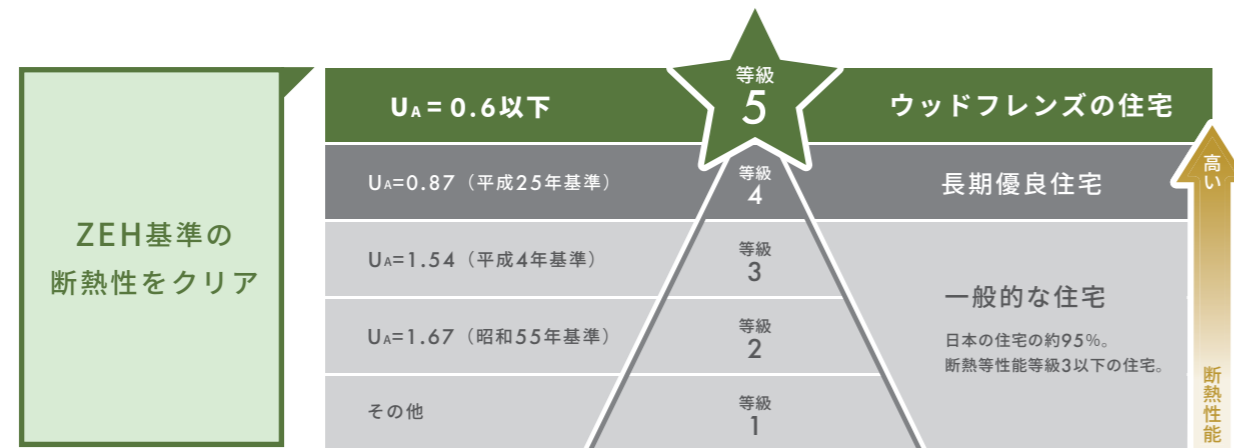 ZEH基準の
断熱性をクリア
UA=0.6以下
等級
5
ウッドフレンズの住宅
UA=0.87（平成25年基準）
等級
4
長期優良住宅
UA=1.54（平成4年基準）
等級
3
UA=1.67（昭和55年基準）
等級
2
その他
等級
1
一般的な住宅
日本の住宅の約95%。
断熱等性能等級3以下の住宅。
高い
断熱性能